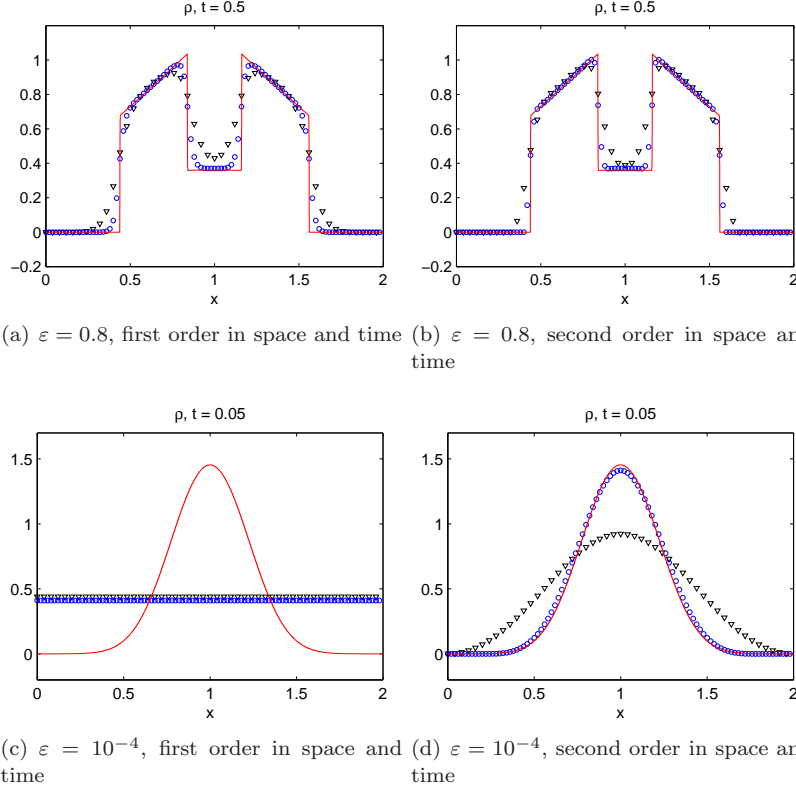 ρ, t = 0.5
ρ, t = 0.5
1
0.8
0.6
0.4
0.2
0
−0.2
0
0.5
1
1.5
2
x
1
0.8
0.6
0.4
0.2
0
−0.2
0
0.5
1
1.5
2
x
(a) ε = 0.8, first order in space and time
(b) ε = 0.8, second order in space an
time
ρ, t = 0.05
ρ, t = 0.05
1.5
1
0.5
0
0
0.5
1
1.5
2
x
1.5
1
0.5
0
0
0.5
1
1.5
2
x
(c) ε = 10⁻⁴, first order in space and
time
(d) ε = 10⁻⁴, second order in space an
time